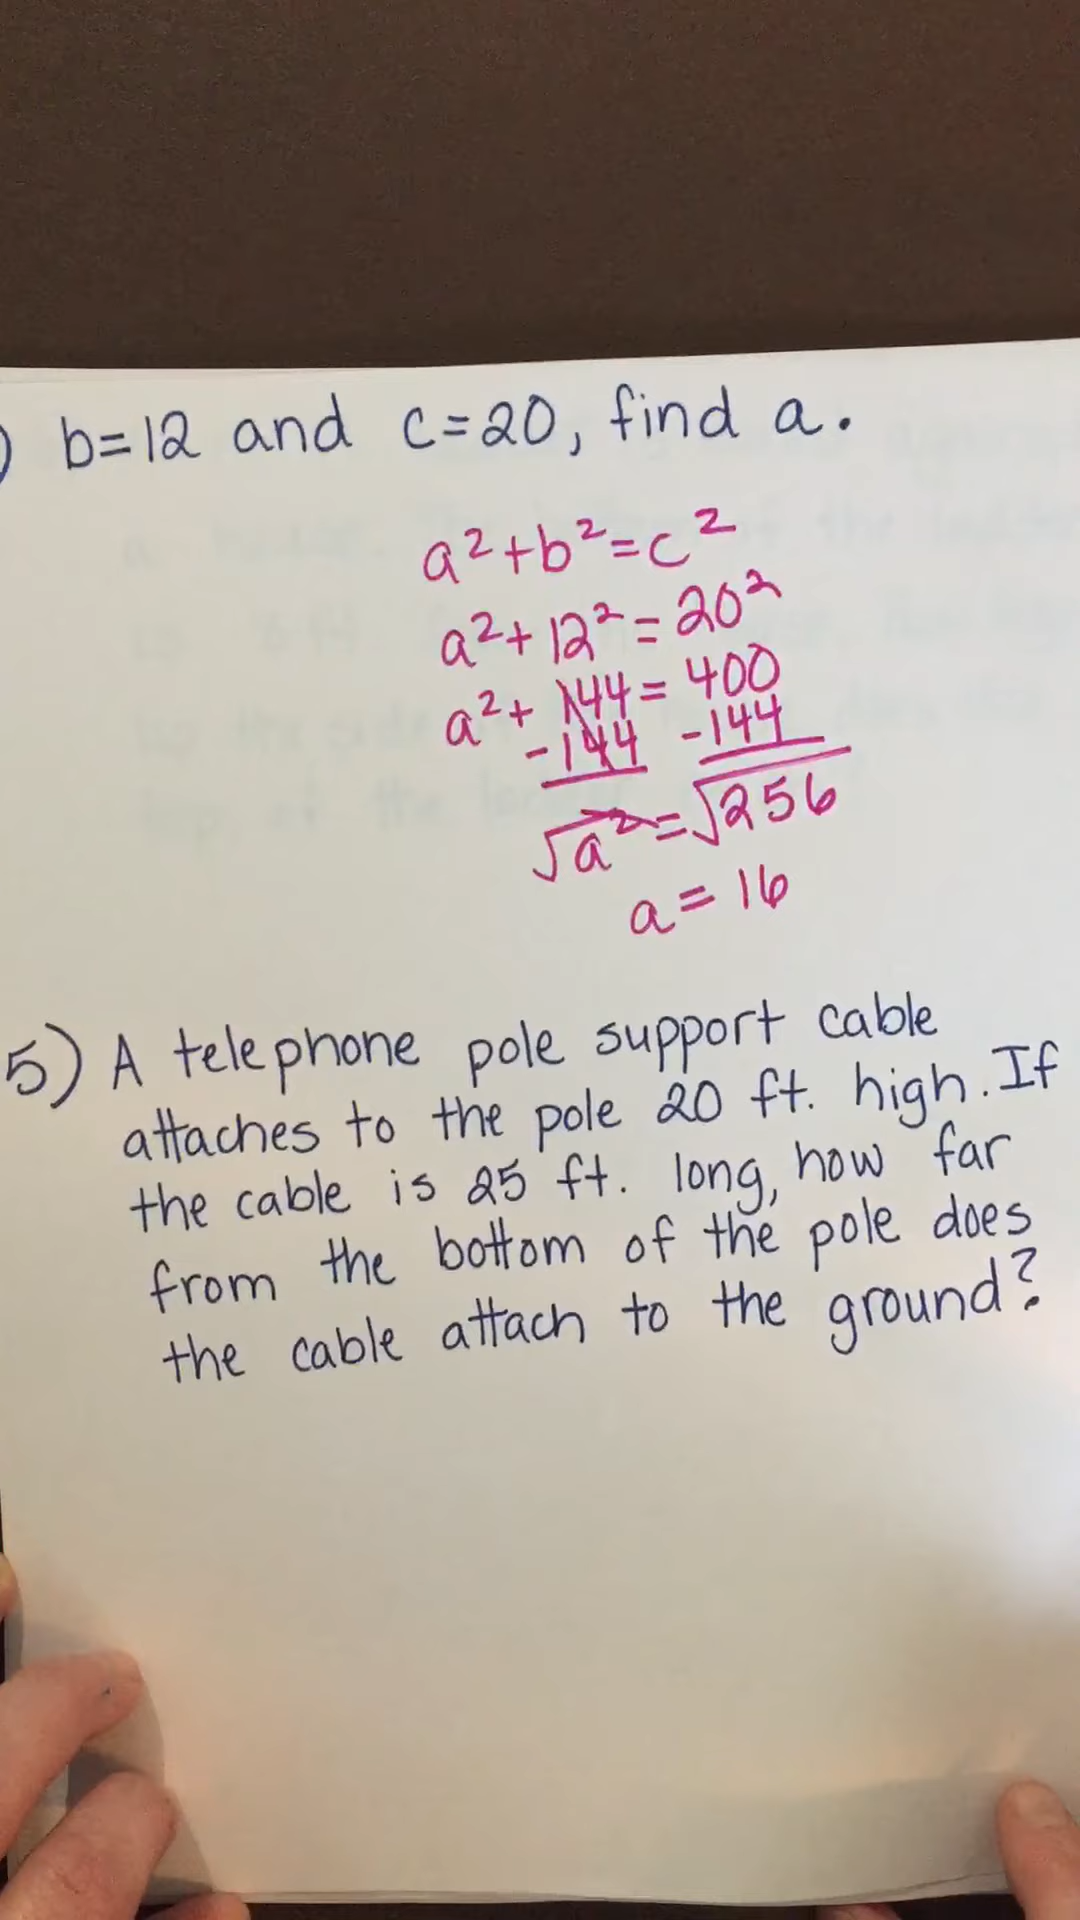 ) b=12 and c=20, find a.
a²+b²=c²
a²+12²=20²
a²+144=400
-144 -144
√a²=√256
a=16
5) A telephone pole support cable
attaches to the pole 20 ft. high. If
the cable is 25 ft. long, how far
from the bottom of the pole does
the cable attach to the ground?